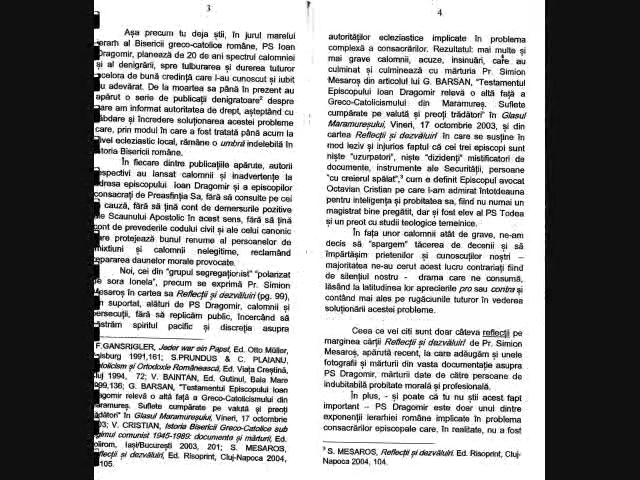 3
Așa precum tu deja știi, în jurul marelui
ierarh al Bisericii greco-catolice române, PS Ioan
Dragomir, planează de 20 de ani spectrul calomniei
și al denigrării, spre tulburarea și durerea tuturor
acelora de bună credință care l-au cunoscut și iubit
cu adevărat. De la moartea sa până în prezent au
apărut o serie de publicații denigratoare² despre
care am informat autoritatea de drept, așteptând cu
răbdare și încredere soluționarea acestei probleme
care, prin modul în care a fost tratată până acum la
nivel ecleziastic local, rămâne o umbră indelebilă în
istoria Bisericii române.
În fiecare dintre publicațiile apărute, autorii
respectivi au lansat calomnii și inadvertențe la
adresa episcopului Ioan Dragomir și a episcopilor
consacrați de Preasfinția Sa, fără să consulte pe cei
în cauză, fără să țină cont de demersurile pozitive
ale Scaunului Apostolic în acest sens, fără să țină
cont de prevederile codului civil și ale celui canonic
care protejează bunul renume al persoanelor de
imixtiuni și calomnii nelegitime, reclamând
repararea daunelor morale provocate.
Noi, cei din "grupul segregaționist" "polarizat
de sora Ionela", precum se exprimă Pr. Simion
Mesaroș în cartea sa Reflecții și dezvăluiri (pg. 99),
am suportat, alături de PS Dragomir, calomnii și
persecuții, fără să replicăm public, încercând să
păstrăm spiritul pacific și discreția asupra
F.GANSRIGLER, Jeder war ein Papst, Ed. Otto Müller,
Salsburg 1991,161; S.PRUNDUS & C. PLAIANU,
Catolicism și Ortodoxie Românească, Ed. Viața Creștină,
Cluj 1994, 72; V. BAINTAN, Ed. Gutinul, Baia Mare
1999,136; G. BARSAN, "Testamentul Episcopului Ioan
Dragomir relevă o altă față a Greco-Catolicismului din
Maramureș. Suflete cumpărate pe valută și preoți
trădători" în Glasul Maramureșului, Vineri, 17 octombrie
2003; V. CRISTIAN, Istoria Bisericii Greco-Catolice sub
regimul comunist 1945-1989: documente și mărturii, Ed.
Polirom, Iași/București 2003, 201; S. MESAROS,
Reflecții și dezvăluiri, Ed. Risoprint, Cluj-Napoca 2004,
105.
4
autorităților ecleziastice implicate în problema
complexă a consacrărilor. Rezultatul: mai multe și
mai grave calomnii, acuze, insinuări, care au
culminat și culminează cu mărturia Pr. Simion
Mesaroș din articolul lui G. BARSAN, "Testamentul
Episcopului Ioan Dragomir relevă o altă față a
Greco-Catolicismului din Maramureș. Suflete
cumpărate pe valută și preoți trădători" în Glasul
Maramureșului, Vineri, 17 octombrie 2003, și din
cartea Reflecții și dezvăluiri în care se susține în
mod leziv și injurios faptul că cei trei episcopi sunt
niște "uzurpatori", niște "dizidenți" mistificatori de
documente, instrumente ale Securității, persoane
"cu creierul spălat",³ cum e definit Episcopul avocat
Octavian Cristian pe care l-am admirat întotdeauna
pentru inteligența și probitatea sa, fiind nu numai un
magistrat bine pregătit, dar și fost elev al PS Todea
și un preot cu studii teologice temeinice.
În fața unor calomnii atât de grave, ne-am
decis să "spargem" tăcerea de decenii și să
împărtășim prietenilor și cunoscuților noștri –
majoritatea ne-au cerut acest lucru contrariați fiind
de silențiul nostru - drama care ne consumă,
lăsând la latitudinea lor aprecierile pro sau contra și
contând mai ales pe rugăciunile tuturor în vederea
soluționării acestei probleme.
Ceea ce vei citi sunt doar câteva reflecții pe
marginea cărții Reflecții și dezvăluiri de Pr. Simion
Mesaroș, apărută recent, la care adăugăm și unele
fotografii și mărturii din vasta documentație asupra
PS Dragomir, mărturii date de către persoane de
indubitabilă probitate morală și profesională.
În plus, - și poate că tu nu știi acest fapt
important – PS Dragomir este doar unul dintre
exponenții ierarhiei române implicate în problema
consacrărilor episcopale care, în realitate, nu a fost
³ S. MESAROS, Reflecții și dezvăluiri. Ed. Risoprint, Cluj-
Napoca 2004, 104.